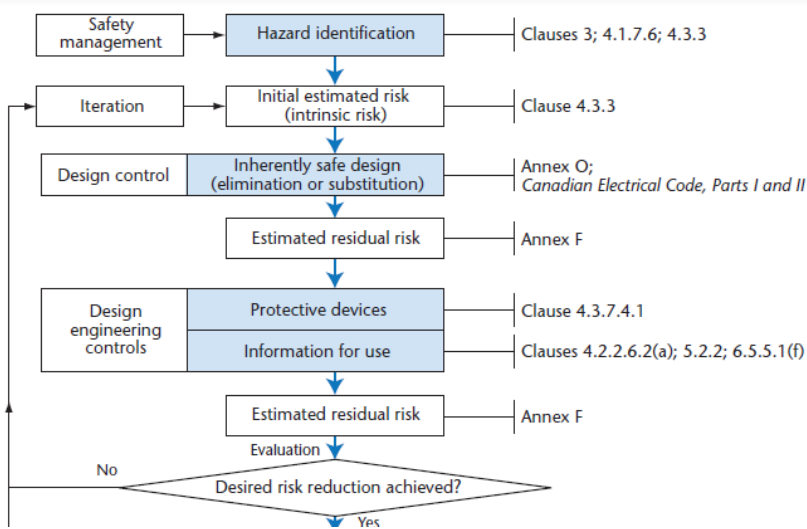 Safety
management
Hazard identification
Clauses 3; 4.1.7.6; 4.3.3
Iteration
Initial estimated risk
(intrinsic risk)
Clause 4.3.3
Design control
Inherently safe design
(elimination or substitution)
Annex O;
Canadian Electrical Code, Parts I and II
Estimated residual risk
Annex F
Design
engineering
controls
Protective devices
Clause 4.3.7.4.1
Information for use
Clauses 4.2.2.6.2(a); 5.2.2; 6.5.5.1(f)
Estimated residual risk
Annex F
Evaluation
No
Desired risk reduction achieved?
Yes